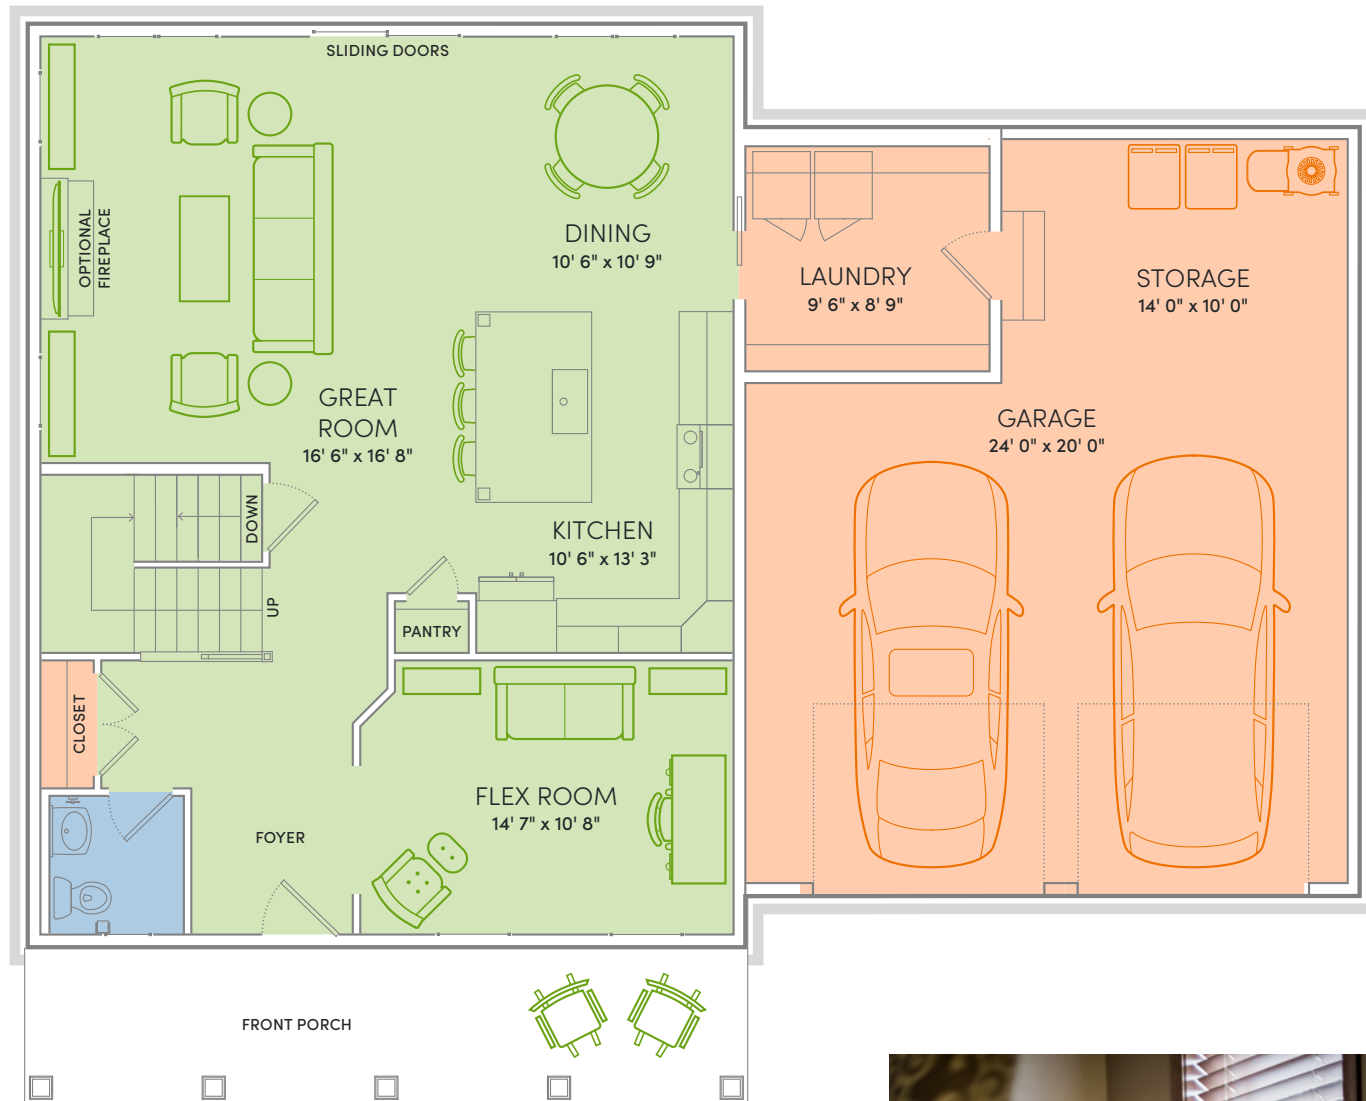 SLIDING DOORS
OPTIONAL
FIREPLACE
DINING
10' 6" x 10' 9"
LAUNDRY
9' 6" x 8' 9"
STORAGE
14' 0" x 10' 0"
GREAT
ROOM
16' 6" x 16' 8"
GARAGE
24' 0" x 20' 0"
DOWN
KITCHEN
10' 6" x 13' 3"
UP
PANTRY
CLOSET
FLEX ROOM
14' 7" x 10' 8"
FOYER
FRONT PORCH